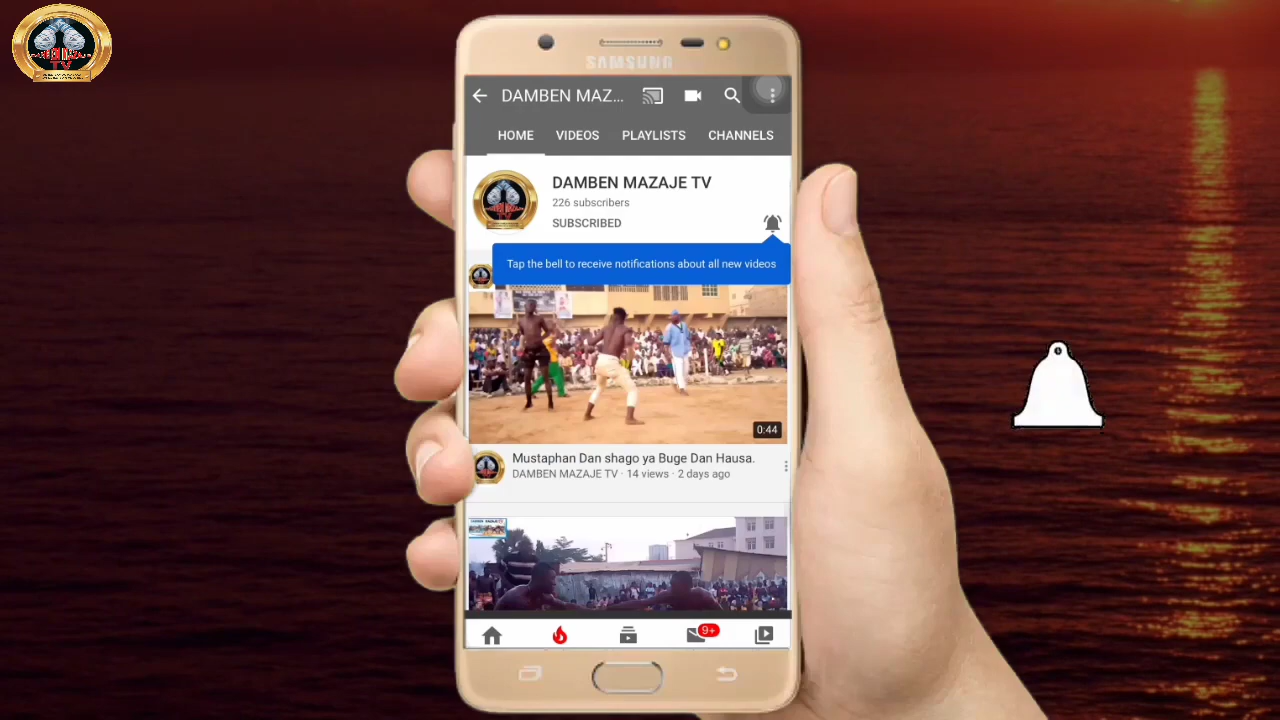 SAMSUNG
DAMBEN MAZ...
HOME VIDEOS PLAYLISTS CHANNELS
DAMBEN MAZAJE TV
226 subscribers
SUBSCRIBED
Tap the bell to receive notifications about all new videos
0:44
Mustaphan Dan shago ya Buge Dan Hausa.
DAMBEN MAZAJE TV · 14 views · 2 days ago
9+